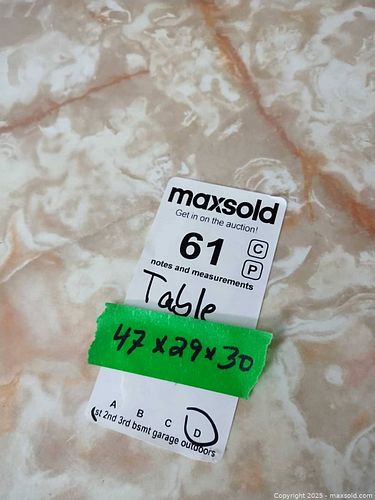 maxsold
Get in on the auction!
61 C
P
notes and measurements
Table
47 x 29 x 30
A B C D
1st 2nd 3rd bsmt garage outdoors
Copyright 2025 - maxsold.com